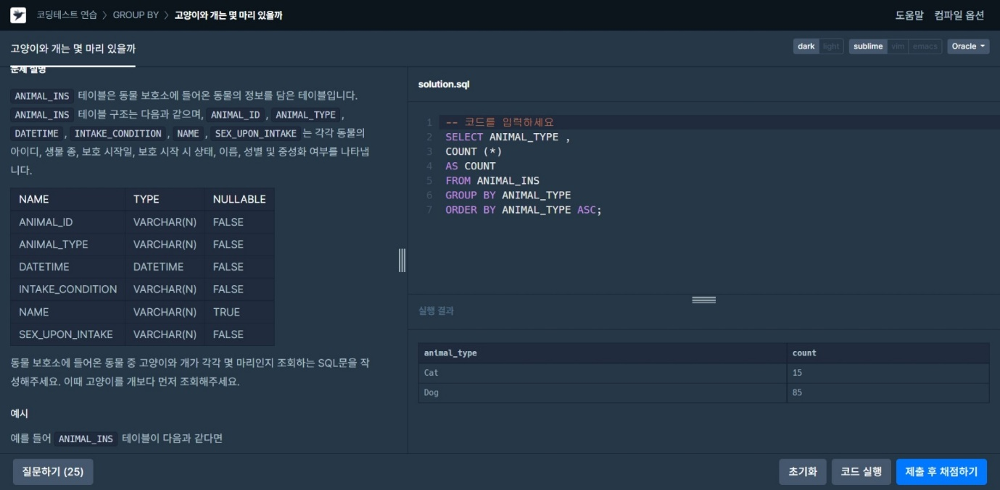 코딩테스트 연습 > GROUP BY > 고양이와 개는 몇 마리 있을까
도움말 컴파일 옵션
고양이와 개는 몇 마리 있을까
dark light sublime vim emacs Oracle
문제 설명
ANIMAL_INS 테이블은 동물 보호소에 들어온 동물의 정보를 담은 테이블입니다.
ANIMAL_INS 테이블 구조는 다음과 같으며, ANIMAL_ID , ANIMAL_TYPE ,
DATETIME , INTAKE_CONDITION , NAME , SEX_UPON_INTAKE 는 각각 동물의
아이디, 생물 종, 보호 시작일, 보호 시작 시 상태, 이름, 성별 및 중성화 여부를 나타냅
니다.
NAME TYPE NULLABLE
ANIMAL_ID VARCHAR(N) FALSE
ANIMAL_TYPE VARCHAR(N) FALSE
DATETIME DATETIME FALSE
INTAKE_CONDITION VARCHAR(N) FALSE
NAME VARCHAR(N) TRUE
SEX_UPON_INTAKE VARCHAR(N) FALSE
동물 보호소에 들어온 동물 중 고양이와 개가 각각 몇 마리인지 조회하는 SQL문을 작
성해주세요. 이때 고양이를 개보다 먼저 조회해주세요.
예시
예를 들어 ANIMAL_INS 테이블이 다음과 같다면
solution.sql
1 -- 코드를 입력하세요
2 SELECT ANIMAL_TYPE ,
3 COUNT (*)
4 AS COUNT
5 FROM ANIMAL_INS
6 GROUP BY ANIMAL_TYPE
7 ORDER BY ANIMAL_TYPE ASC;
실행 결과
animal_type count
Cat 15
Dog 85
질문하기 (25)
초기화 코드 실행 제출 후 채점하기